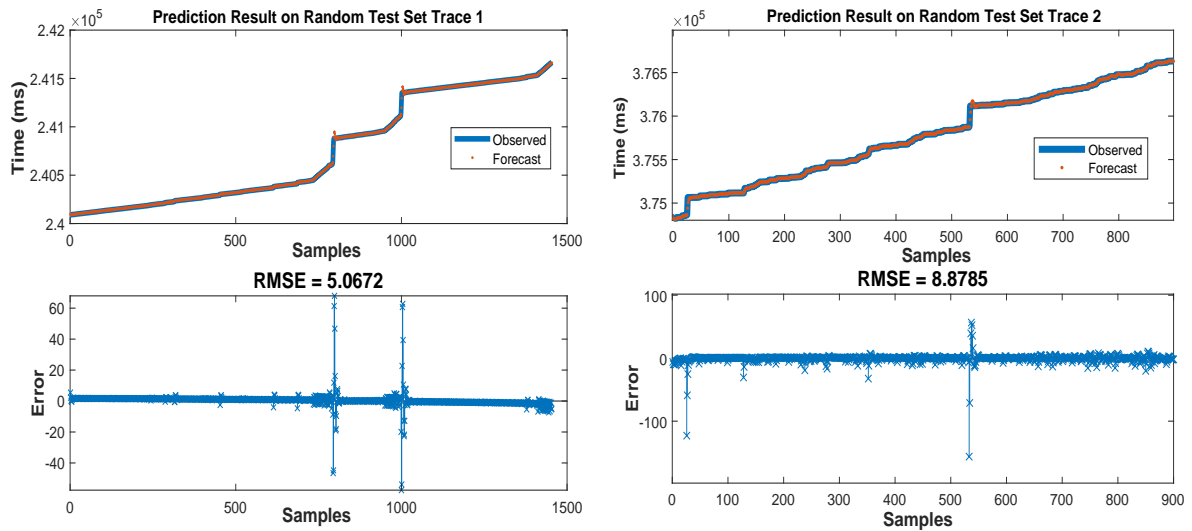 Prediction Result on Random Test Set Trace 1
×10⁵
2.42
2.415
2.41
2.405
2.4
Time (ms)
Observed
Forecast
0 500 1000 1500
Samples
Prediction Result on Random Test Set Trace 2
×10⁵
3.765
3.76
3.755
3.75
Time (ms)
Observed
Forecast
0 100 200 300 400 500 600 700 800
Samples
RMSE = 5.0672
60
40
20
0
-20
-40
Error
0 500 1000 1500
Samples
RMSE = 8.8785
100
0
-100
Error
0 100 200 300 400 500 600 700 800 900
Samples